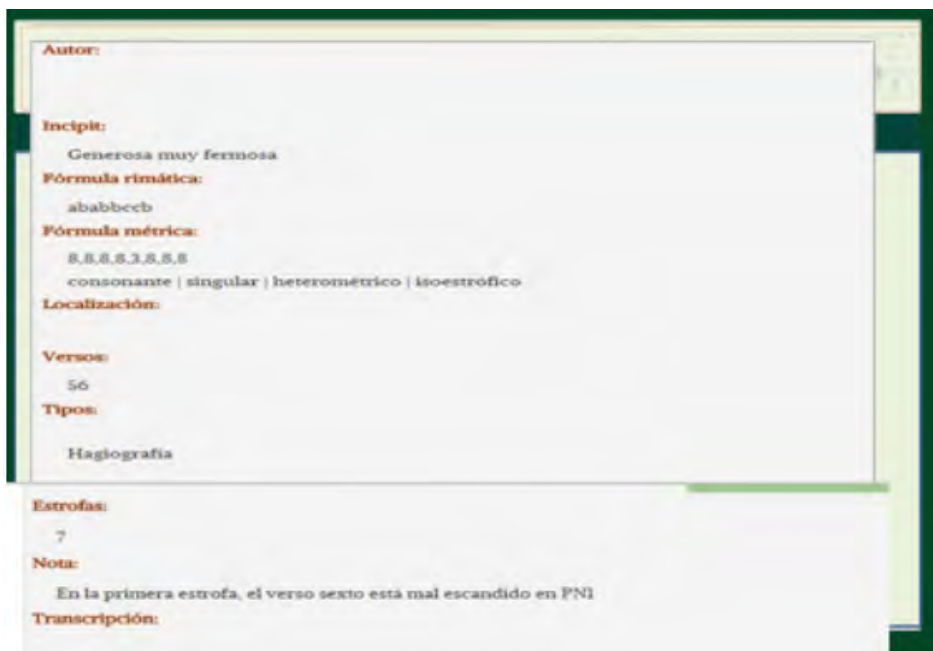 Autor:
Incipit:
Generosa muy fermosa
Fórmula rimática:
ababbccb
Fórmula métrica:
8,8,8,8,3,8,8,8
consonante | singular | heterométrico | isoestrófico
Localización:
Versos:
56
Tipos:
Hagiografía
Estrofas:
7
Nota:
En la primera estrofa, el verso sexto está mal escandido en PN1
Transcripción: